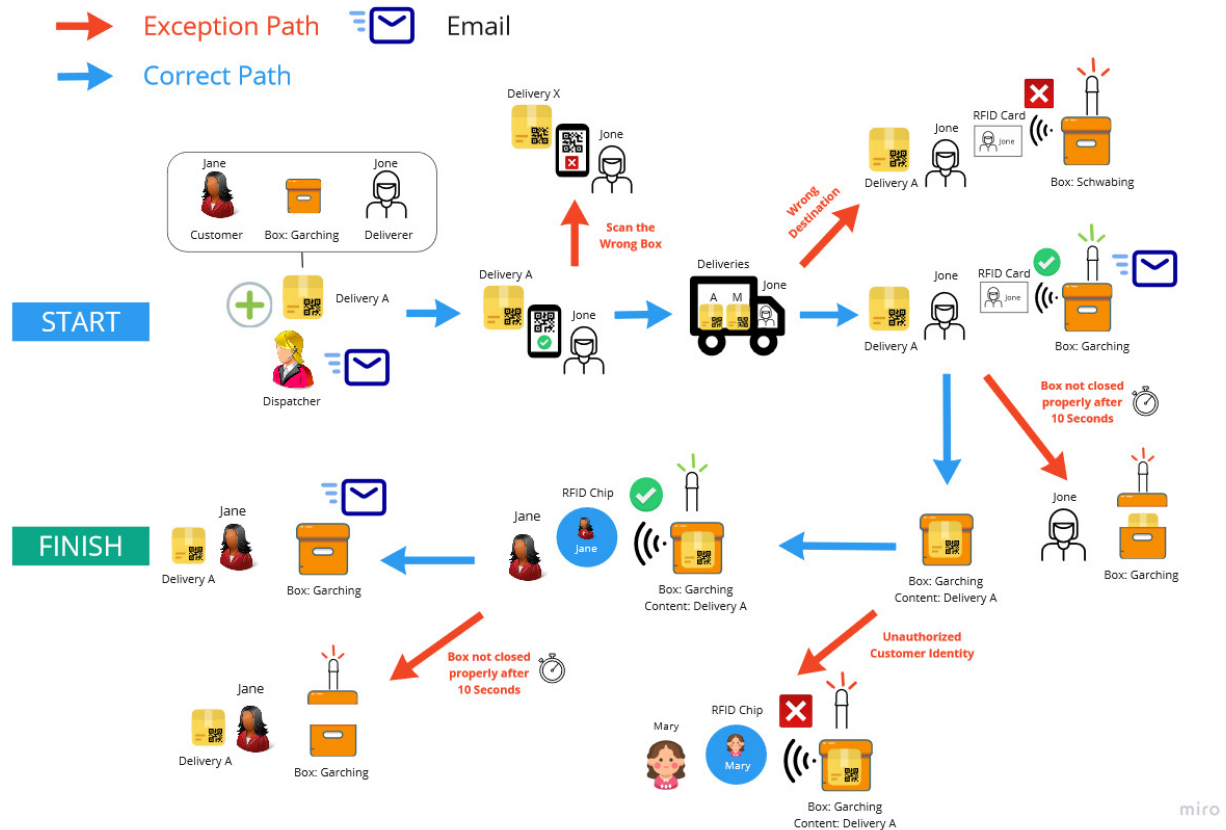 Exception Path
Email
Correct Path
Delivery X
Jone
RFID Card
Jone
Jone
Delivery A
Box: Schwabing
Wrong
Destination
Scan the
Wrong Box
Jane
Jone
Customer
Box: Garching
Deliverer
START
Delivery A
Dispatcher
Delivery A
Jone
Deliveries
Jone
A
M
Jone
RFID Card
Jone
Delivery A
Box: Garching
Box not closed
properly after
10 Seconds
Jone
Box: Garching
Box: Garching
Content: Delivery A
RFID Chip
Jane
Jane
Box: Garching
Content: Delivery A
FINISH
Jane
Delivery A
Box: Garching
Unauthorized
Customer Identity
Box not closed
properly after
10 Seconds
Jane
Delivery A
Box: Garching
Mary
RFID Chip
Mary
Box: Garching
Content: Delivery A
miro